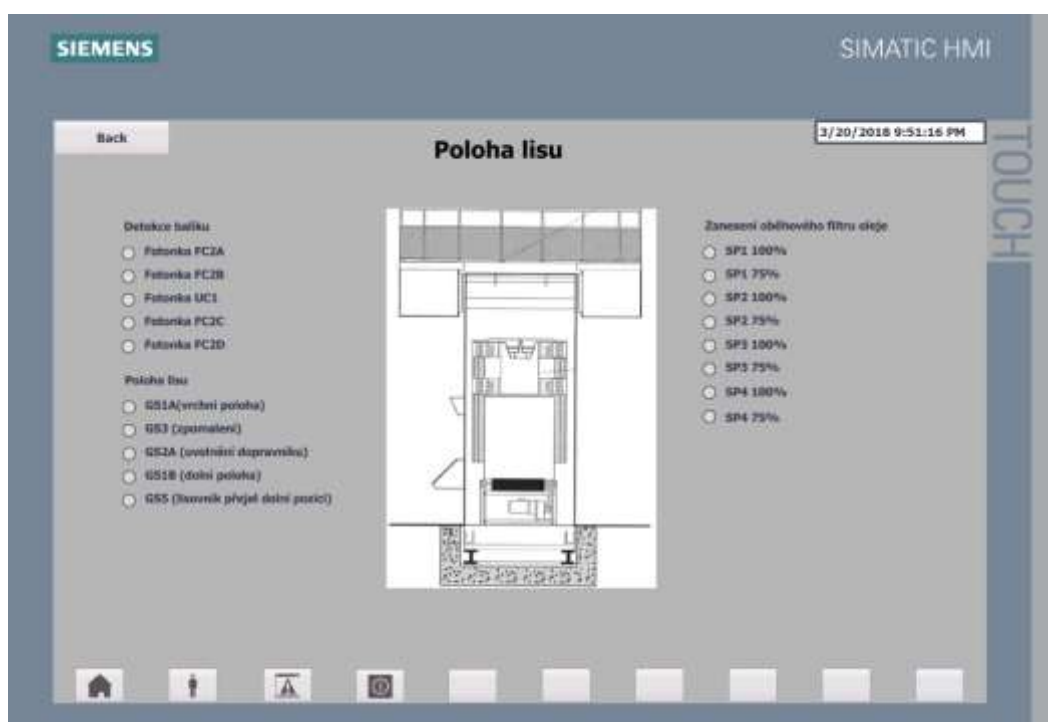 SIEMENS
SIMATIC HMI
TOUCH
Back
Poloha lisu
3/20/2018 9:51:16 PM
Detekce balíku
Fotonka FC2A
Fotonka FC2B
Fotonka UC1
Fotonka FC2C
Fotonka FC2D
Poloha lisu
GS1A(vrchní poloha)
GS3 (zpomalení)
GS2A (uvolnění dopravníku)
GS1B (dolní poloha)
GS5 (lisovník přejel dolní pozici)
Zanesení oběhového filtru oleje
SP1 100%
SP1 75%
SP2 100%
SP2 75%
SP3 100%
SP3 75%
SP4 100%
SP4 75%